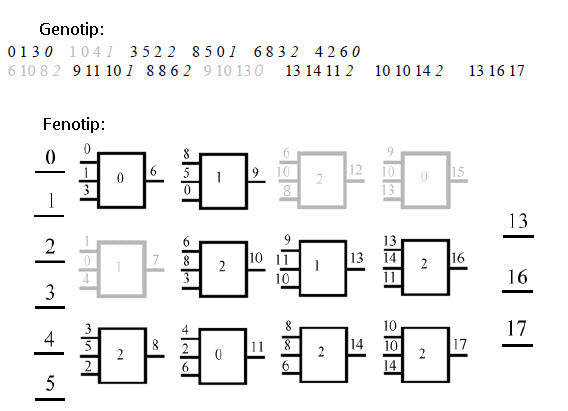 Genotip:
0 1 3 0 1 0 4 1 3 5 2 2 8 5 0 1 6 8 3 2 4 2 6 0
6 10 8 2 9 11 10 1 8 8 6 2 9 10 13 0 13 14 11 2 10 10 14 2 13 16 17
Fenotip:
0 0 8 6 9
1 0 6 5 1 9 10 2 12 10 0 15
3 0 8 13
1
13
2 1 6 9 13
0 1 7 8 2 10 11 1 13 14 2 16
3 4 3 10 11 16
4 3 4 8 10 17
5 2 8 2 0 11 8 2 14 10 2 17
2 6 6 14
5